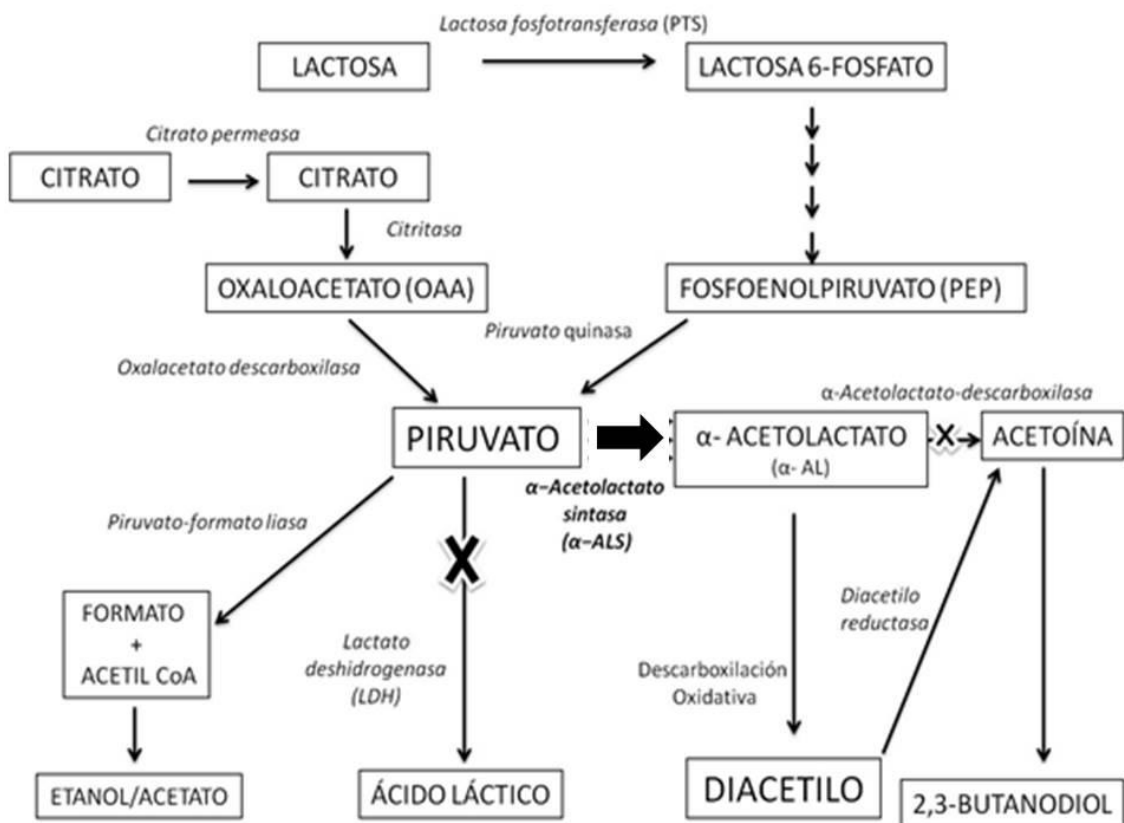 Lactosa fosfotransferasa (PTS)
LACTOSA
LACTOSA 6-FOSFATO
Citrato permeasa
CITRATO
CITRATO
Citritasa
OXALOACETATO (OAA)
FOSFOENOLPIRUVATO (PEP)
Piruvato quinasa
Oxalacetato descarboxilasa
α-Acetolactato-descarboxilasa
PIRUVATO
α- ACETOLACTATO
(α- AL)
X
ACETOÍNA
α–Acetolactato
sintasa
(α–ALS)
Piruvato-formato liasa
X
FORMATO
+
ACETIL CoA
Lactato
deshidrogenasa
(LDH)
Diacetilo
reductasa
Descarboxilación
Oxidativa
ETANOL/ACETATO
ÁCIDO LÁCTICO
DIACETILO
2,3-BUTANODIOL